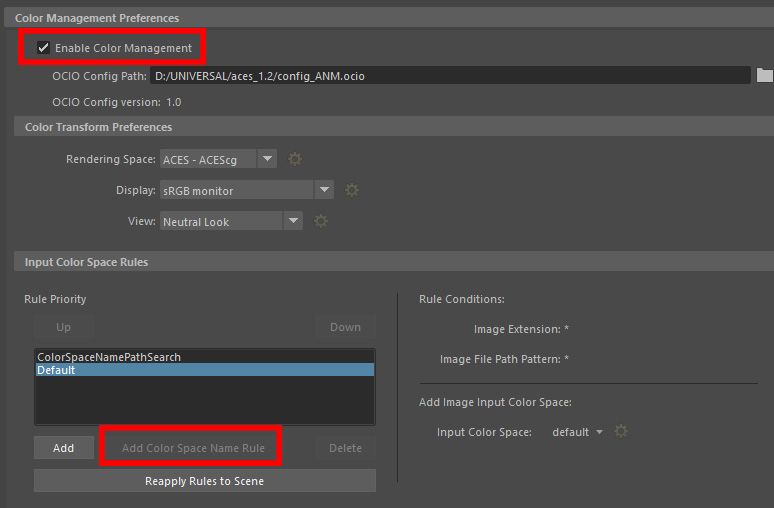 Color Management Preferences
Enable Color Management
OCIO Config Path: D:/UNIVERSAL/aces_1.2/config_ANM.ocio
OCIO Config version: 1.0
Color Transform Preferences
Rendering Space: ACES - ACEScg
Display: sRGB monitor
View: Neutral Look
Input Color Space Rules
Rule Priority
Up
Down
ColorSpaceNamePathSearch
Default
Add
Add Color Space Name Rule
Delete
Reapply Rules to Scene
Rule Conditions:
Image Extension: *
Image File Path Pattern: *
Add Image Input Color Space:
Input Color Space: default